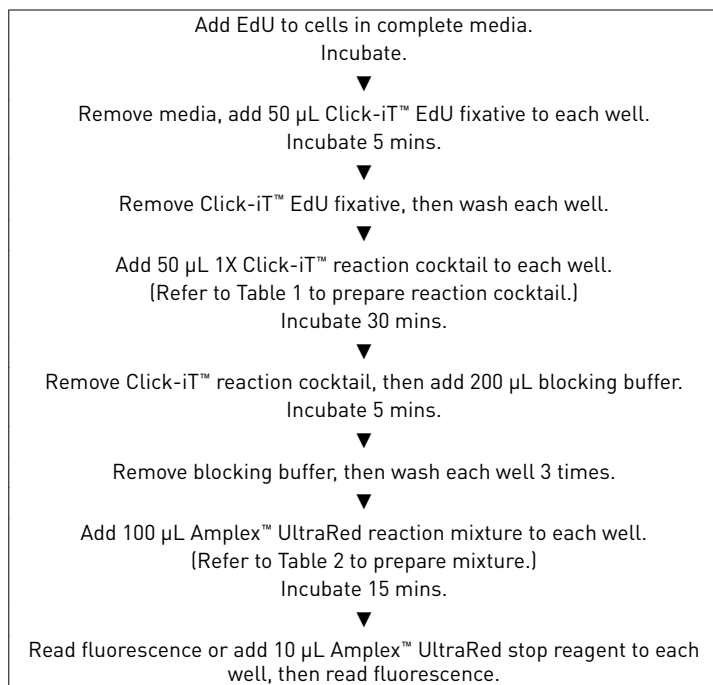 Add EdU to cells in complete media.
Incubate.
▼
Remove media, add 50 µL Click-iT™ EdU fixative to each well.
Incubate 5 mins.
▼
Remove Click-iT™ EdU fixative, then wash each well.
▼
Add 50 µL 1X Click-iT™ reaction cocktail to each well.
(Refer to Table 1 to prepare reaction cocktail.)
Incubate 30 mins.
▼
Remove Click-iT™ reaction cocktail, then add 200 µL blocking buffer.
Incubate 5 mins.
▼
Remove blocking buffer, then wash each well 3 times.
▼
Add 100 µL Amplex™ UltraRed reaction mixture to each well.
(Refer to Table 2 to prepare mixture.)
Incubate 15 mins.
▼
Read fluorescence or add 10 µL Amplex™ UltraRed stop reagent to each
well, then read fluorescence.